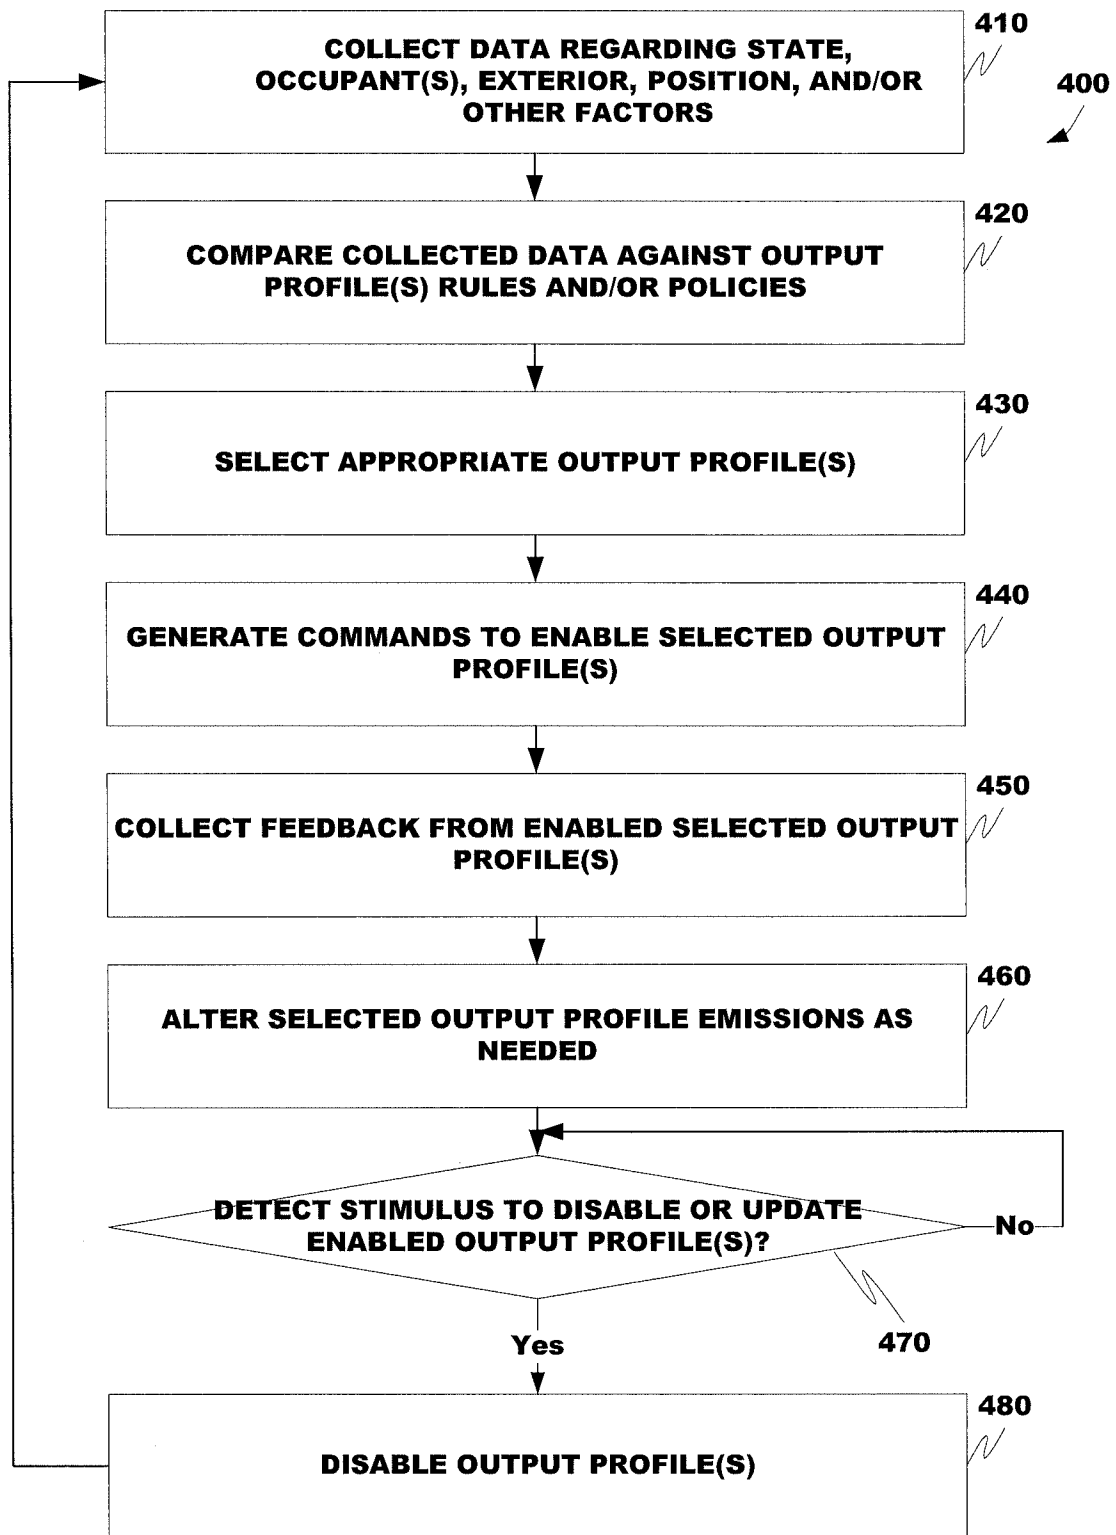 410
COLLECT DATA REGARDING STATE,
OCCUPANT(S), EXTERIOR, POSITION, AND/OR
OTHER FACTORS
400
420
COMPARE COLLECTED DATA AGAINST OUTPUT
PROFILE(S) RULES AND/OR POLICIES
430
SELECT APPROPRIATE OUTPUT PROFILE(S)
440
GENERATE COMMANDS TO ENABLE SELECTED OUTPUT
PROFILE(S)
450
COLLECT FEEDBACK FROM ENABLED SELECTED OUTPUT
PROFILE(S)
460
ALTER SELECTED OUTPUT PROFILE EMISSIONS AS
NEEDED
DETECT STIMULUS TO DISABLE OR UPDATE
ENABLED OUTPUT PROFILE(S)?
No
470
Yes
480
DISABLE OUTPUT PROFILE(S)